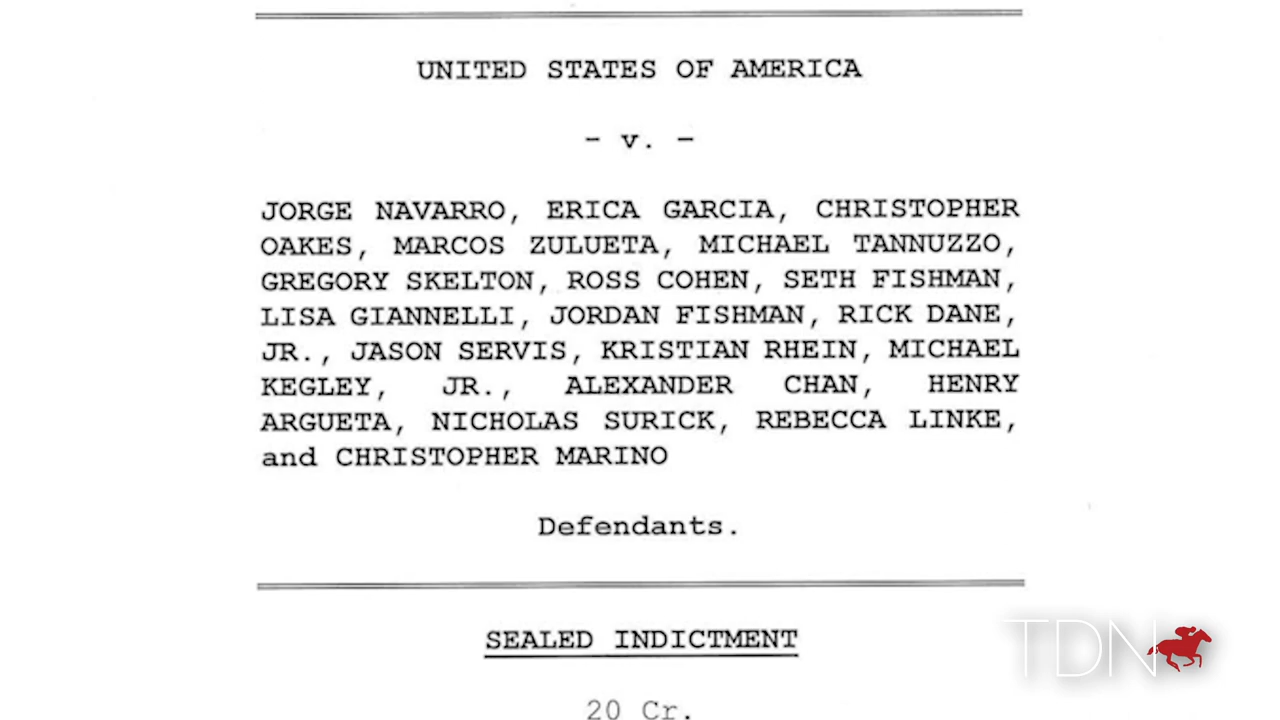 UNITED STATES OF AMERICA
- v. -
JORGE NAVARRO, ERICA GARCIA, CHRISTOPHER
OAKES, MARCOS ZULUETA, MICHAEL TANNUZZO,
GREGORY SKELTON, ROSS COHEN, SETH FISHMAN,
LISA GIANNELLI, JORDAN FISHMAN, RICK DANE,
JR., JASON SERVIS, KRISTIAN RHEIN, MICHAEL
KEGLEY, JR., ALEXANDER CHAN, HENRY
ARGUETA, NICHOLAS SURICK, REBECCA LINKE,
and CHRISTOPHER MARINO
Defendants.
SEALED INDICTMENT
20 Cr.
TDN